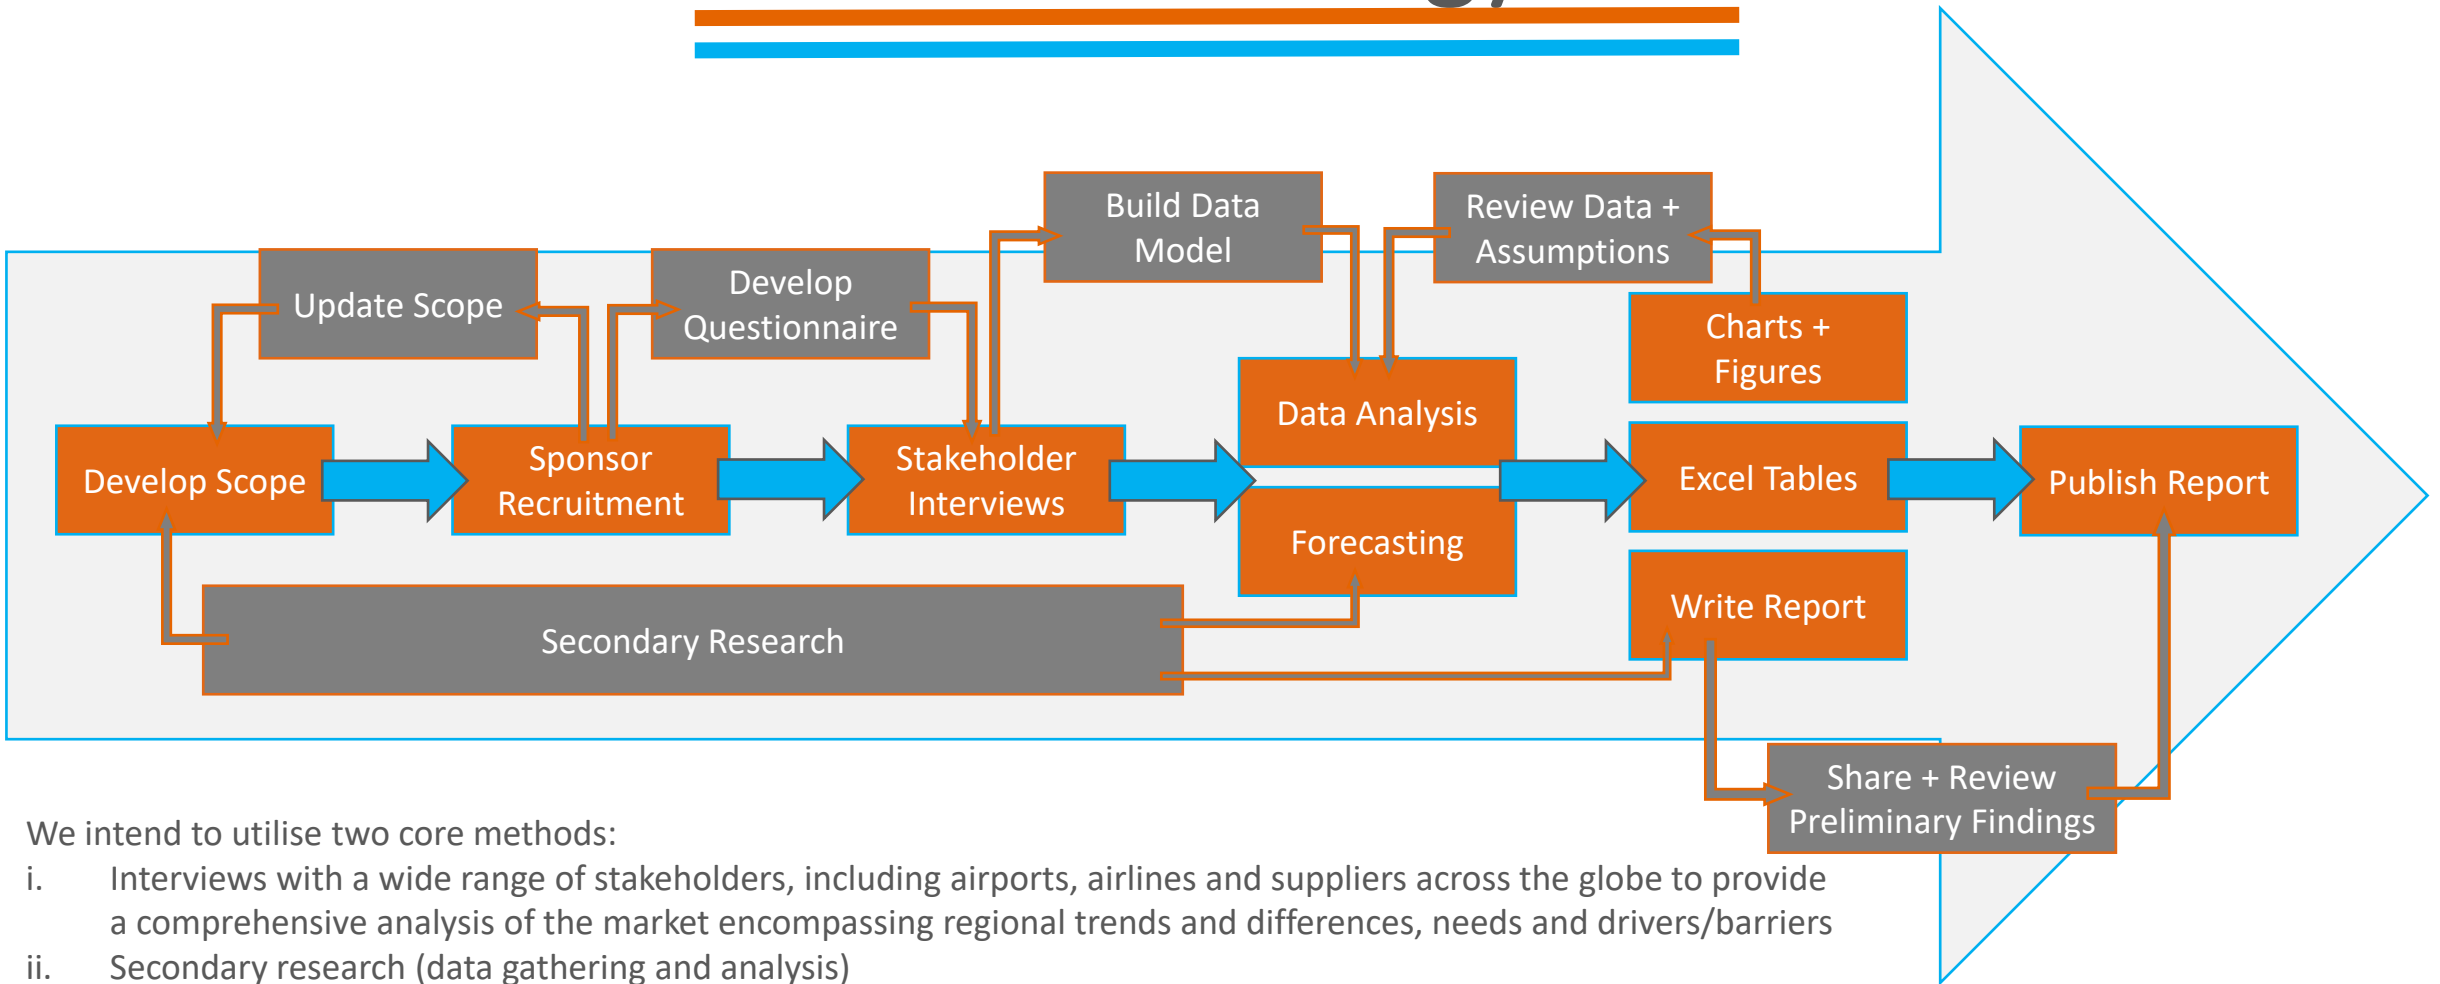 Build Data
Model
Review Data +
Assumptions
Update Scope
Develop
Questionnaire
Charts +
Figures
Data Analysis
Develop Scope
Sponsor
Recruitment
Stakeholder
Interviews
Excel Tables
Publish Report
Forecasting
Write Report
Secondary Research
Share + Review
Preliminary Findings
We intend to utilise two core methods:
i. Interviews with a wide range of stakeholders, including airports, airlines and suppliers across the globe to provide
a comprehensive analysis of the market encompassing regional trends and differences, needs and drivers/barriers
ii. Secondary research (data gathering and analysis)